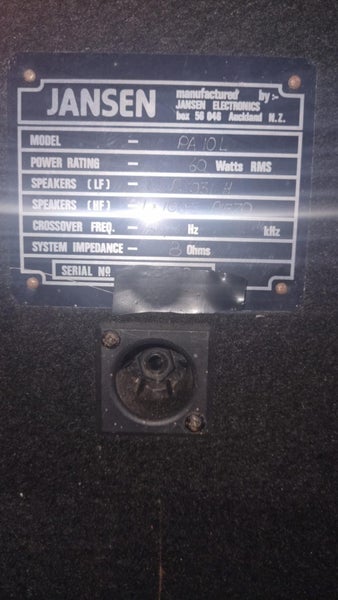 JANSEN
manufactured by:-
JANSEN ELECTRONICS
box 56 046 Auckland N.Z.
MODEL - PA 10 L
POWER RATING - 60 Watts RMS
SPEAKERS (LF) -
SPEAKERS (HF) -
CROSSOVER FREQ. - Hz kHz
SYSTEM IMPEDANCE - 8 Ohms
SERIAL No